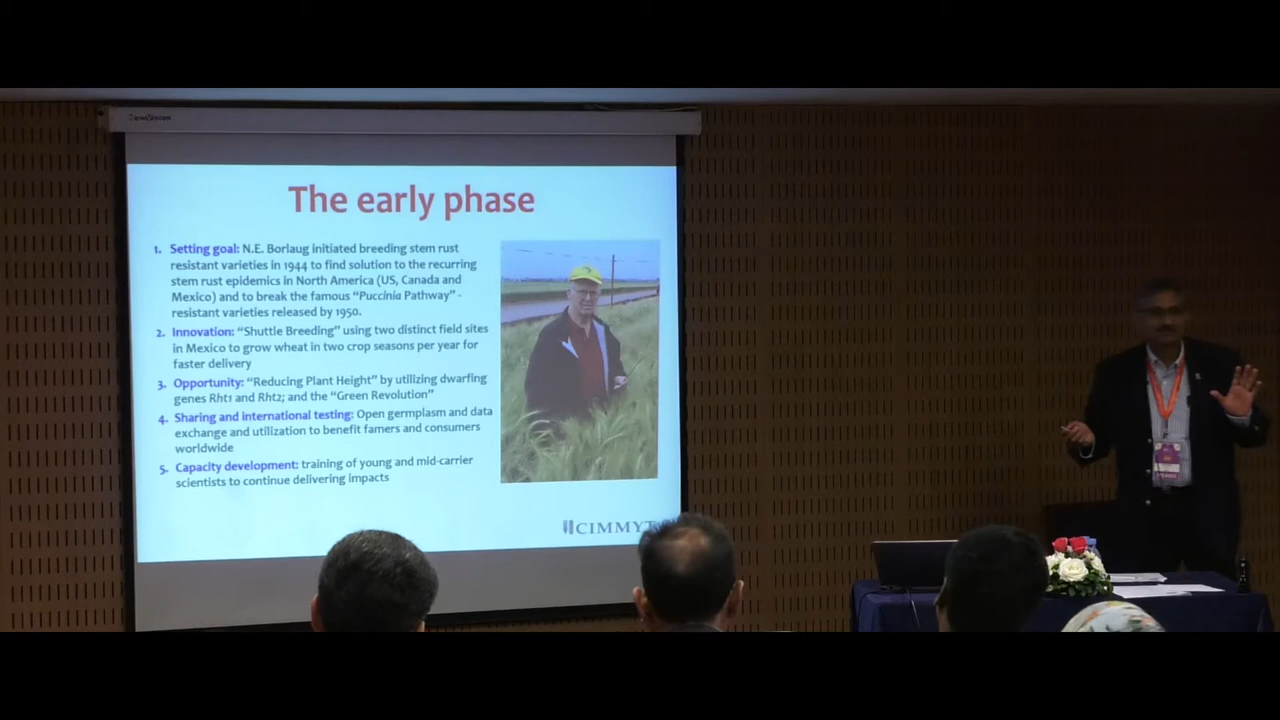 The early phase
1. Setting goal: N.E. Borlaug initiated breeding stem rust
resistant varieties in 1944 to find solution to the recurring
stem rust epidemics in North America (US, Canada and
Mexico) and to break the famous “Puccinia Pathway” -
resistant varieties released by 1950.
2. Innovation: “Shuttle Breeding” using two distinct field sites
in Mexico to grow wheat in two crop seasons per year for
faster delivery
3. Opportunity: “Reducing Plant Height” by utilizing dwarfing
genes Rht1 and Rht2; and the “Green Revolution”
4. Sharing and international testing: Open germplasm and data
exchange and utilization to benefit famers and consumers
worldwide
5. Capacity development: training of young and mid-carrier
scientists to continue delivering impacts
CIMMYT